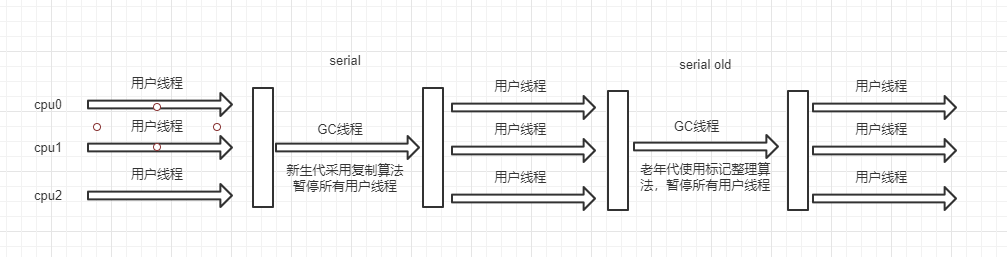 serial
serial old
cpu0
用户线程
用户线程
用户线程
cpu1
用户线程
GC线程
用户线程
GC线程
用户线程
新生代采用复制算法
暂停所有用户线程
老年代使用标记整理算
法，暂停所有用户线程
cpu2
用户线程
用户线程
用户线程